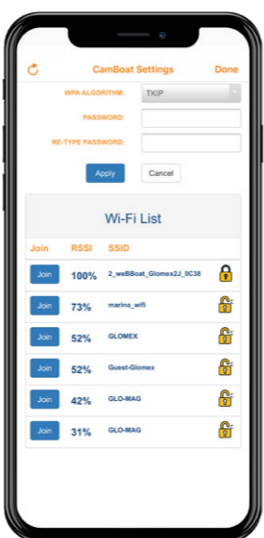 CamBoat Settings Done
WPA ALGORITHM: TKIP
PASSWORD:
RE-TYPE PASSWORD:
Apply Cancel
Wi-Fi List
Join RSSI SSID
Join 100% 2_weBBoat_Glomex2J_0C38
Join 73% marina_wifi
Join 52% GLOMEX
Join 52% Guest-Glomex
Join 42% GLO-MAG
Join 31% GLO-MAG